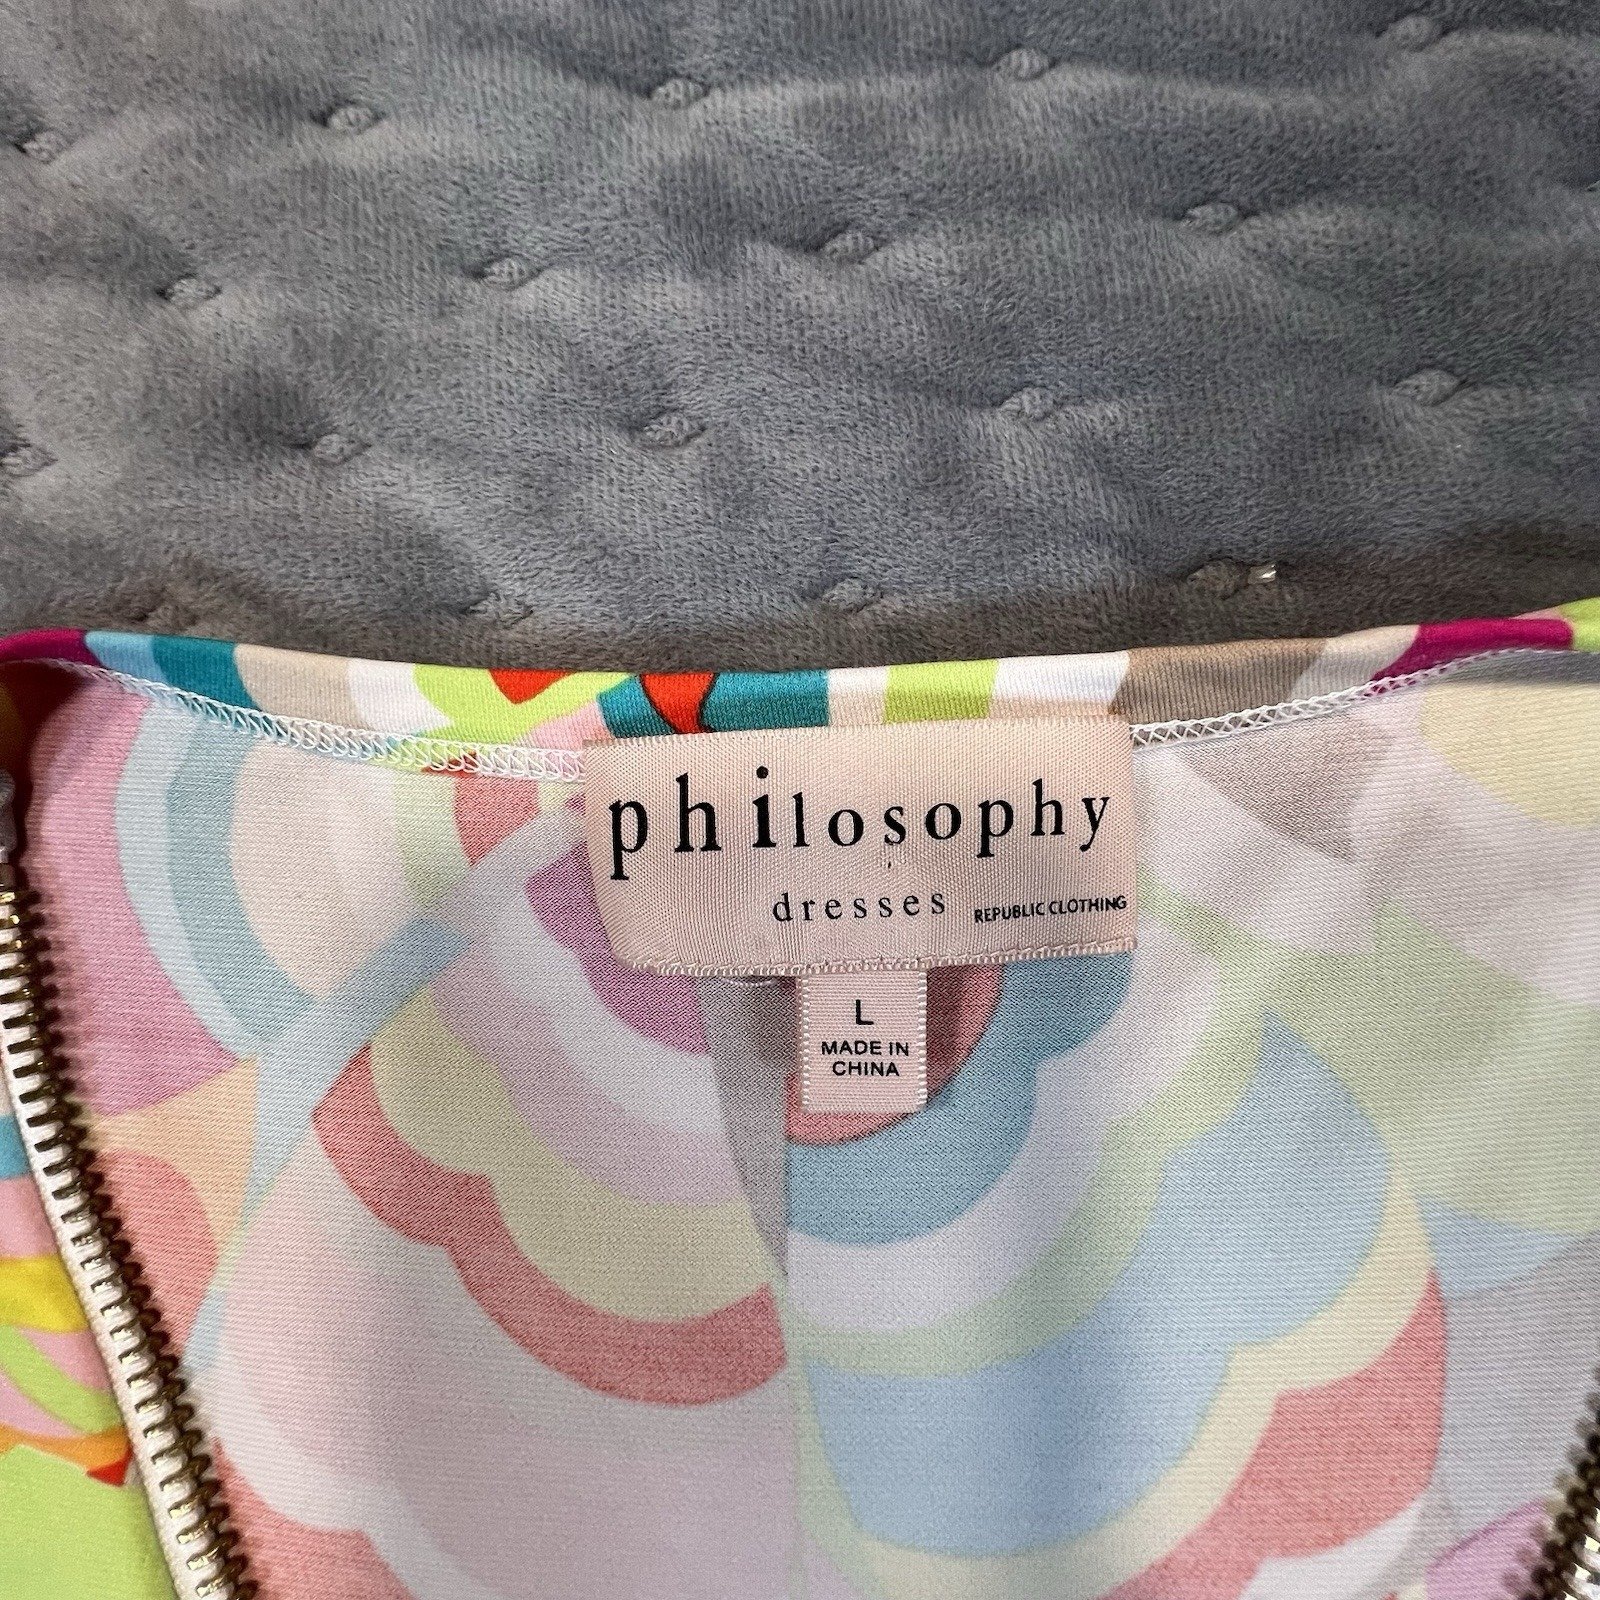 philosophy
dresses REPUBLIC CLOTHING
L
MADE IN
CHINA